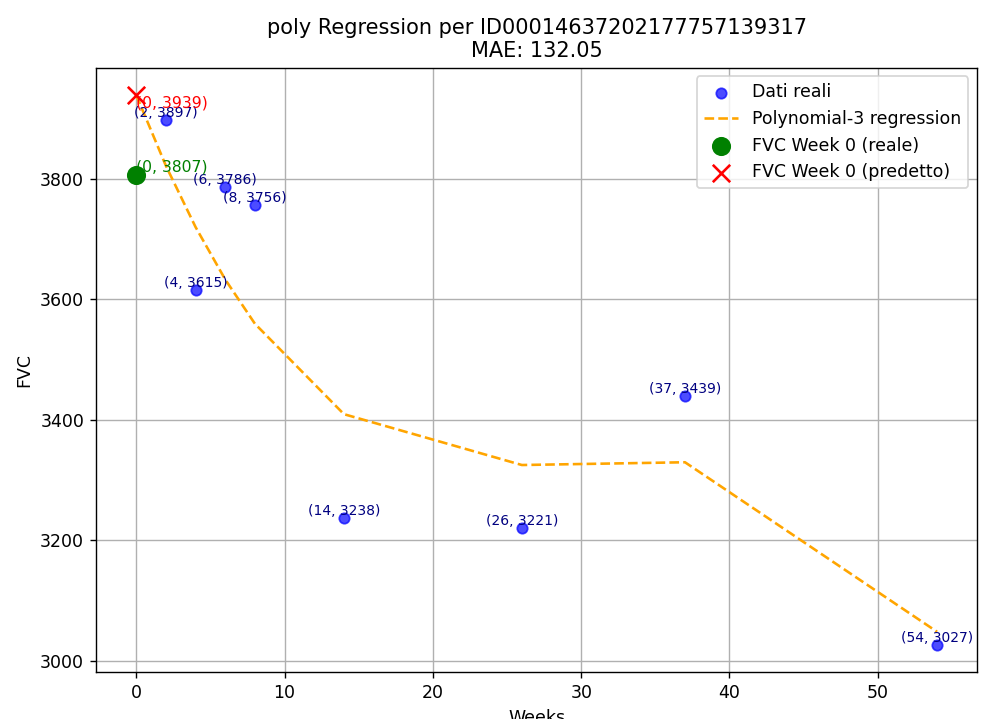 poly Regression per ID00014637202177757139317
MAE: 132.05
Dati reali
Polynomial-3 regression
FVC Week 0 (reale)
FVC Week 0 (predetto)
(0, 3939)
(2, 3897)
(0, 3807)
(6, 3786)
(8, 3756)
(4, 3615)
(37, 3439)
(14, 3238)
(26, 3221)
(54, 3027)
3800
3600
3400
3200
3000
FVC
0 10 20 30 40 50
Weeks